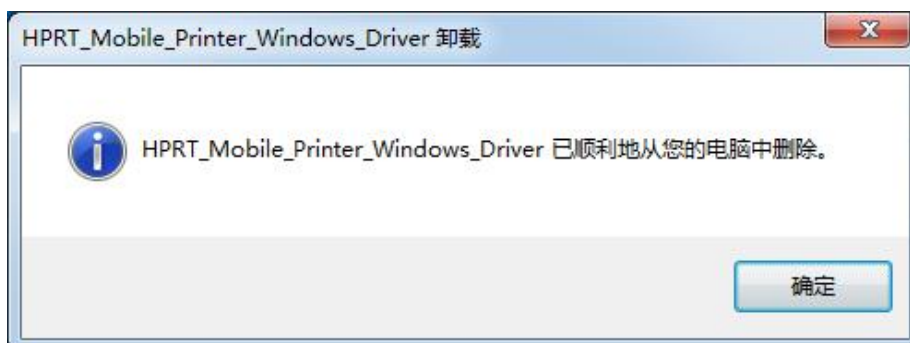 HPRT_Mobile_Printer_Windows_Driver 卸载
HPRT_Mobile_Printer_Windows_Driver 已顺利地从您的电脑中删除。
确定